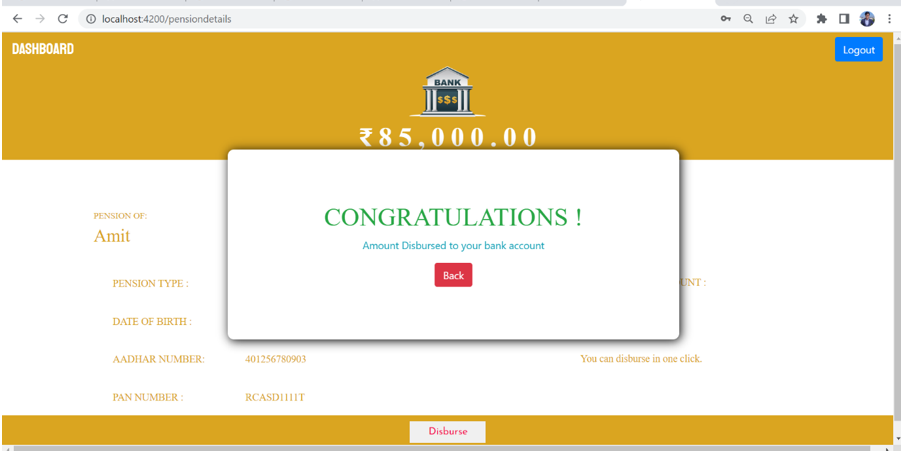 localhost:4200/pensiondetails
DASHBOARD
Logout
BANK
$$$
₹85,000.00
CONGRATULATIONS !
Amount Disbursed to your bank account
Back
PENSION OF:
Amit
PENSION TYPE :
UNT :
DATE OF BIRTH :
AADHAR NUMBER: 401256780903 You can disburse in one click.
PAN NUMBER : RCASD1111T
Disburse